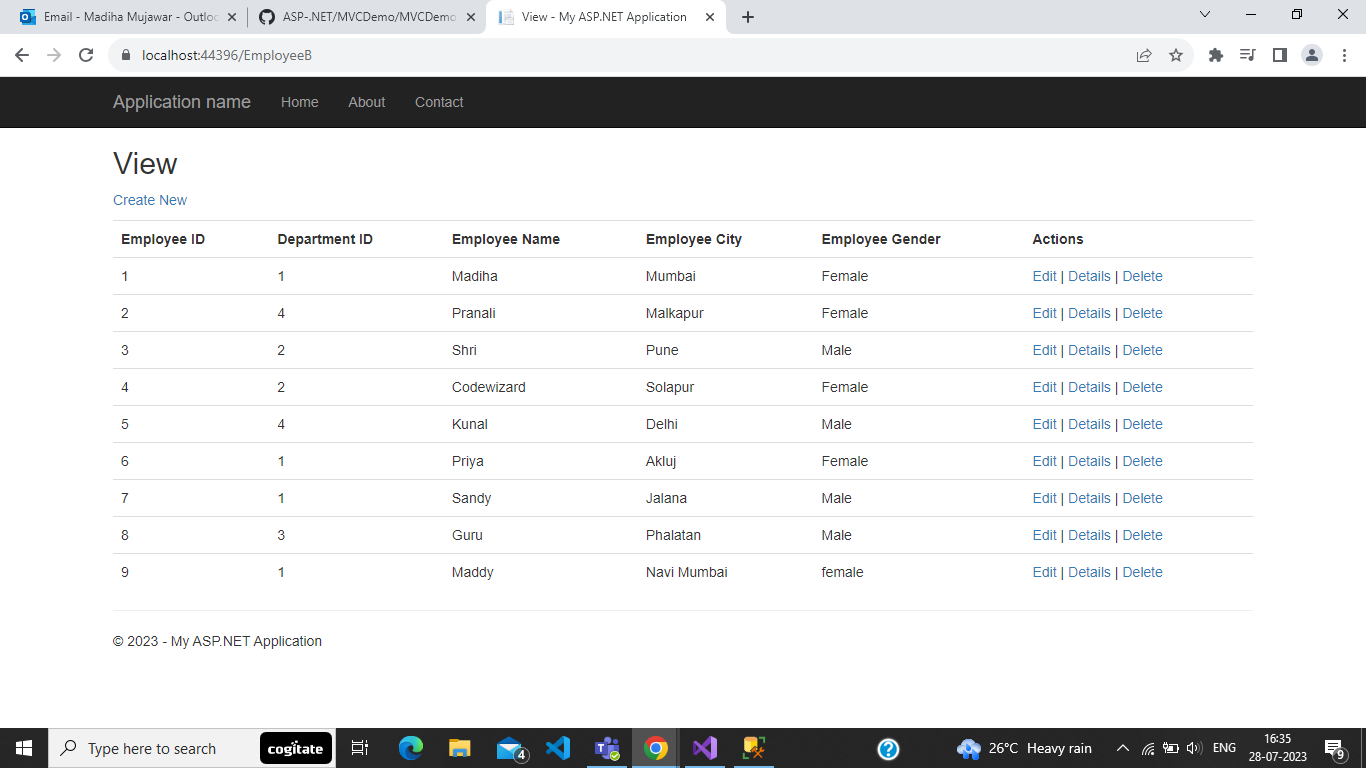 Email - Madiha Mujawar - Outloo
ASP-.NET/MVCDemo/MVCDemo
View - My ASP.NET Application
localhost:44396/EmployeeB
Application name Home About Contact
View
Create New
Employee ID Department ID Employee Name Employee City Employee Gender Actions
1 1 Madiha Mumbai Female Edit | Details | Delete
2 4 Pranali Malkapur Female Edit | Details | Delete
3 2 Shri Pune Male Edit | Details | Delete
4 2 Codewizard Solapur Female Edit | Details | Delete
5 4 Kunal Delhi Male Edit | Details | Delete
6 1 Priya Akluj Female Edit | Details | Delete
7 1 Sandy Jalana Male Edit | Details | Delete
8 3 Guru Phalatan Male Edit | Details | Delete
9 1 Maddy Navi Mumbai female Edit | Details | Delete
© 2023 - My ASP.NET Application
Type here to search cogitate 4 26°C Heavy rain ENG 16:35
28-07-2023 9